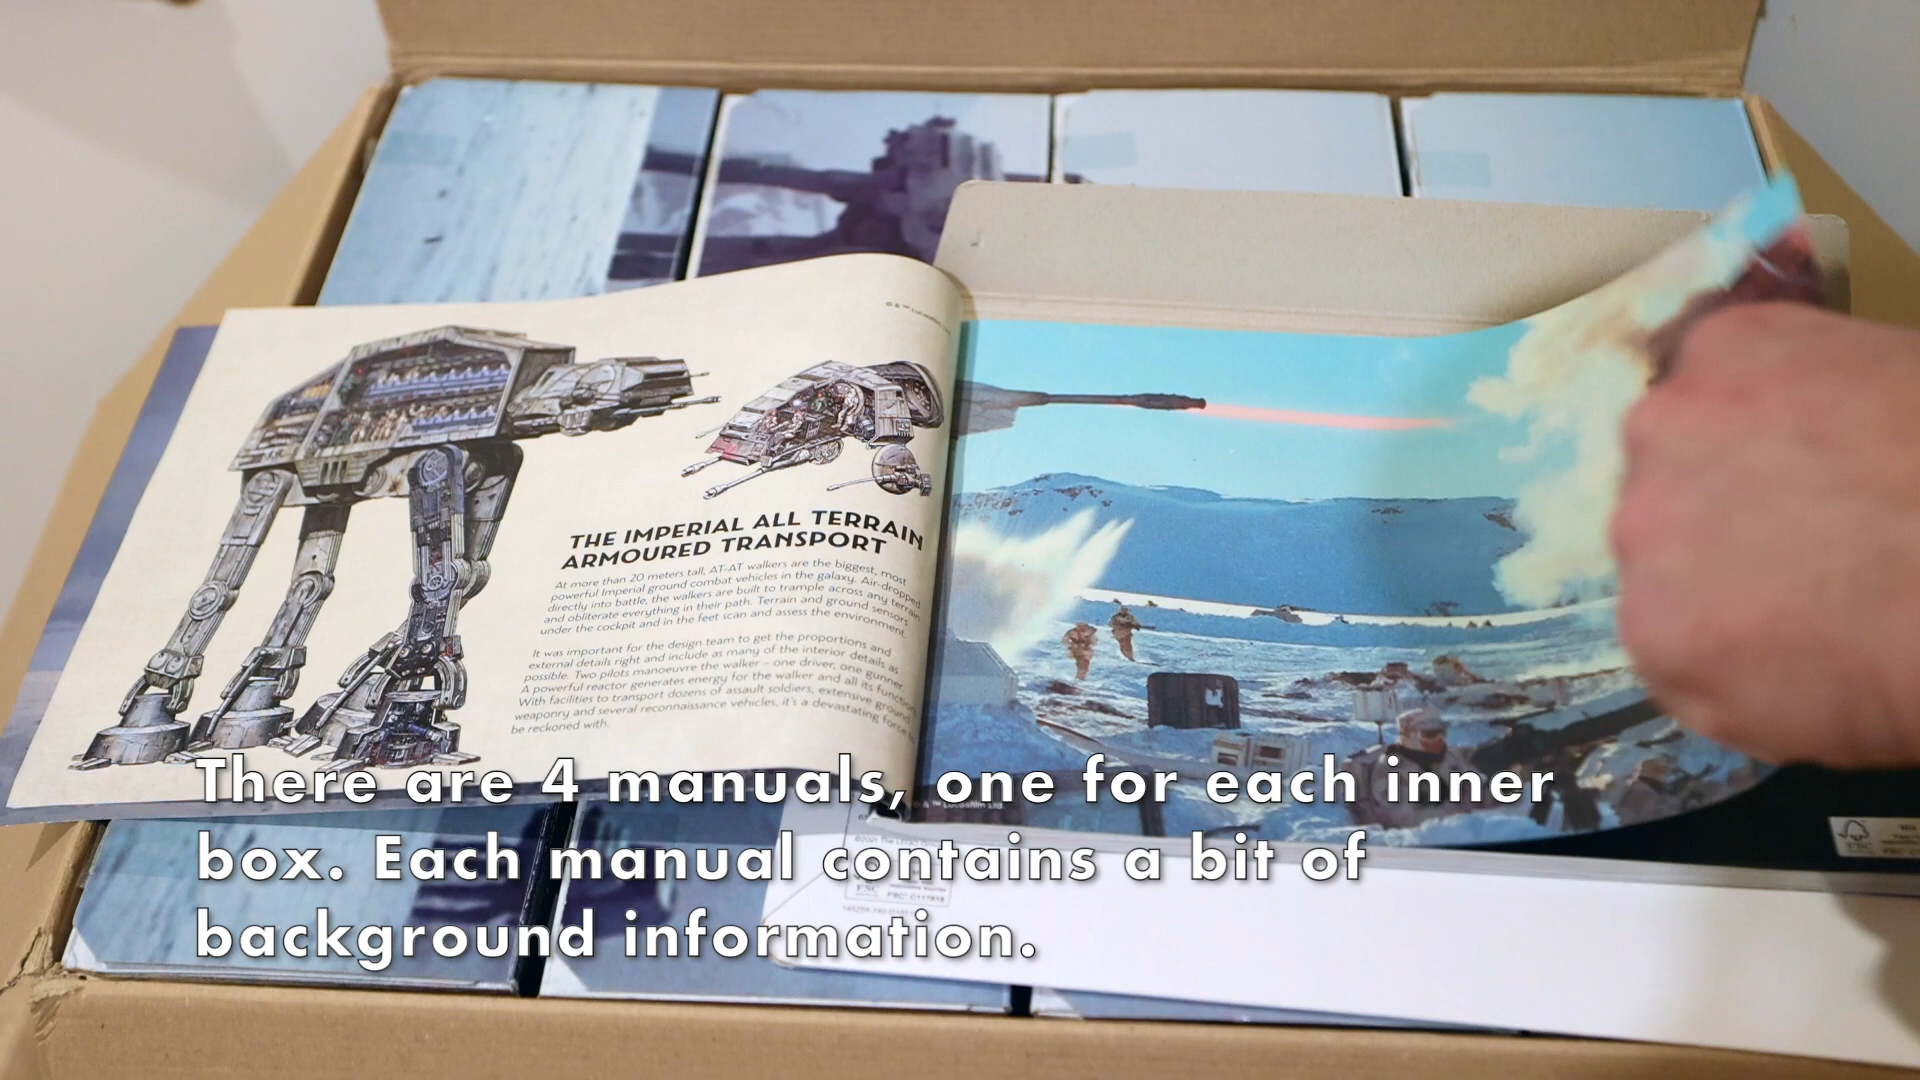 © & ™ Lucasfilm
THE IMPERIAL ALL TERRAIN
ARMOURED TRANSPORT
At more than 20 meters tall, AT-AT walkers are the biggest, most
powerful Imperial ground combat vehicles in the galaxy. Air-dropped
directly into battle, the walkers are built to trample across any terrain
and obliterate everything in their path. Terrain and ground sensors
under the cockpit and in the feet scan and assess the environment.
It was important for the design team to get the proportions and
external details right and include as many of the interior details as
possible. Two pilots manoeuvre the walker – one driver, one gunner.
A powerful reactor generates energy for the walker and all its
With facilities to transport dozens of assault soldiers, extensive ground
weaponry and several reconnaissance vehicles, it's a devastating force
be reckoned with.
& ™ Lucasfilm Ltd.
FSC
FSC
There are 4 manuals, one for each inner
box. Each manual contains a bit of
background information.